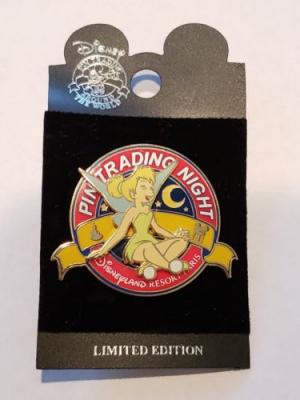 Disney
PIN TRADING
AROUND
THE WORLD
PIN TRADING NIGHT
DISNEYLAND RESORT PARIS
LIMITED EDITION